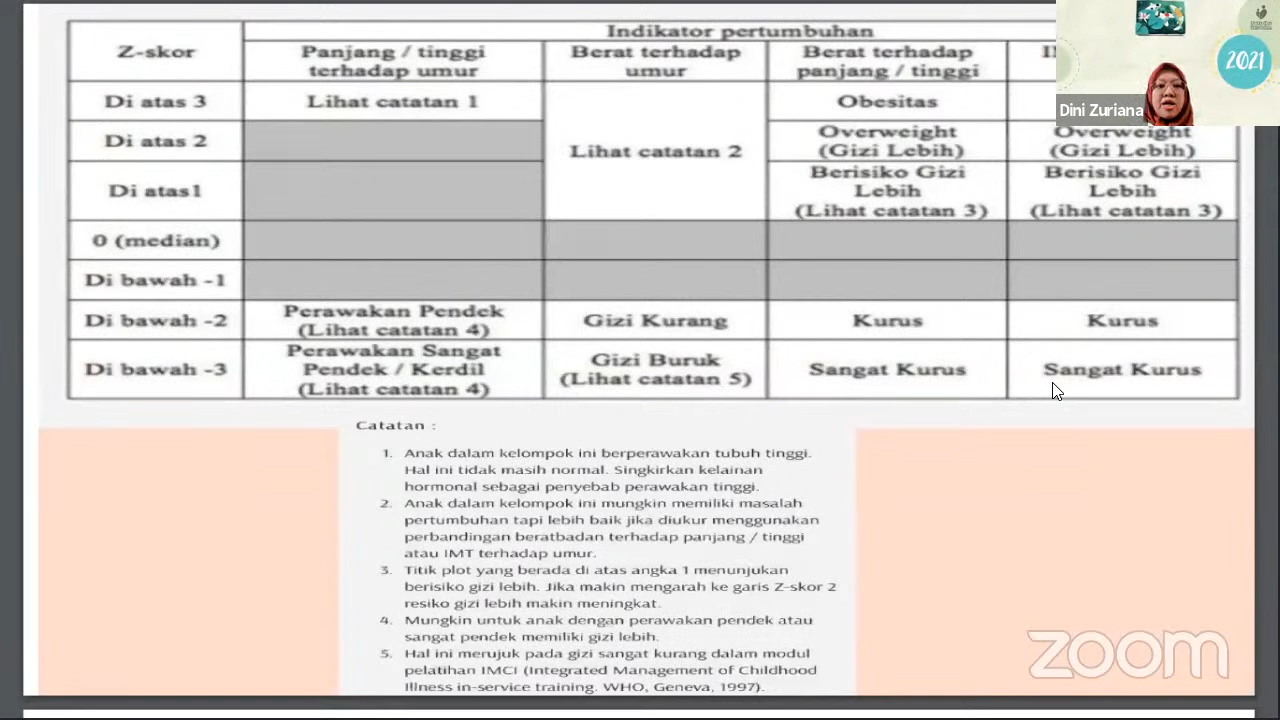 Z-skor
Indikator pertumbuhan
Panjang / tinggi
terhadap umur
Berat terhadap
umur
Berat terhadap
panjang / tinggi
Di atas 3
Lihat catatan 1
Lihat catatan 2
Obesitas
Di atas 2
Overweight
(Gizi Lebih)
Overweight
(Gizi Lebih)
Di atas1
Berisiko Gizi
Lebih
(Lihat catatan 3)
Berisiko Gizi
Lebih
(Lihat catatan 3)
0 (median)
Di bawah -1
Di bawah -2
Perawakan Pendek
(Lihat catatan 4)
Gizi Kurang
Kurus
Kurus
Di bawah -3
Perawakan Sangat
Pendek / Kerdil
(Lihat catatan 4)
Gizi Buruk
(Lihat catatan 5)
Sangat Kurus
Sangat Kurus
Catatan :
1. Anak dalam kelompok ini berperawakan tubuh tinggi.
Hal ini tidak masih normal. Singkirkan kelainan
hormonal sebagai penyebab perawakan tinggi.
2. Anak dalam kelompok ini mungkin memiliki masalah
pertumbuhan tapi lebih baik jika diukur menggunakan
perbandingan beratbadan terhadap panjang / tinggi
atau IMT terhadap umur.
3. Titik plot yang berada di atas angka 1 menunjukan
berisiko gizi lebih. Jika makin mengarah ke garis Z-skor 2
resiko gizi lebih makin meningkat.
4. Mungkin untuk anak dengan perawakan pendek atau
sangat pendek memiliki gizi lebih.
5. Hal ini merujuk pada gizi sangat kurang dalam modul
pelatihan IMCI (Integrated Management of Childhood
Illness in-service training. WHO, Geneva, 1997).
2021
Dini Zuriana
zoom